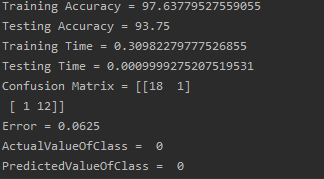 Training Accuracy = 97.63779527559055
Testing Accuracy = 93.75
Training Time = 0.30982279777526855
Testing Time = 0.0009999275207519531
Confusion Matrix = [[18  1]
 [ 1 12]]
Error = 0.0625
ActualValueOfClass =  0
PredictedValueOfClass =  0